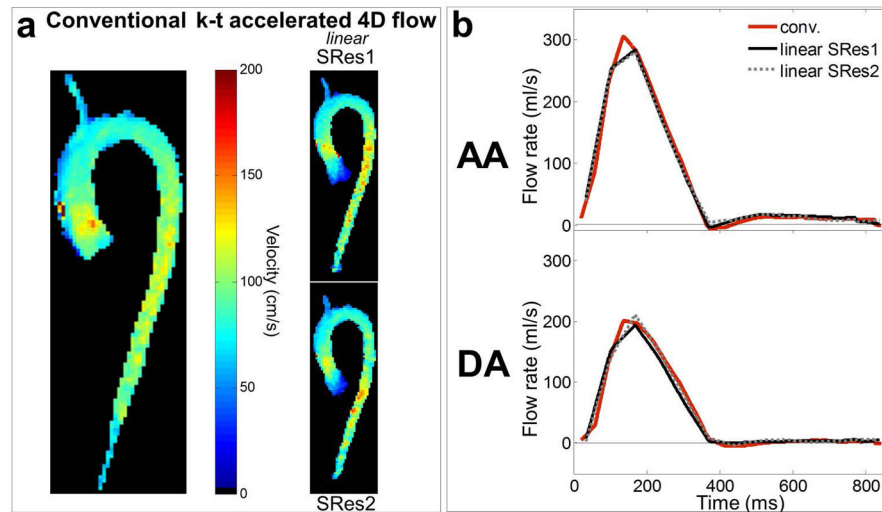 a
Conventional k-t accelerated 4D flow
linear
SRes1
200
150
100
50
0
Velocity (cm/s)
SRes2
b
conv.
linear SRes1
linear SRes2
AA
Flow rate (ml/s)
300
200
100
0
DA
Flow rate (ml/s)
300
200
100
0
0 200 400 600 800
Time (ms)